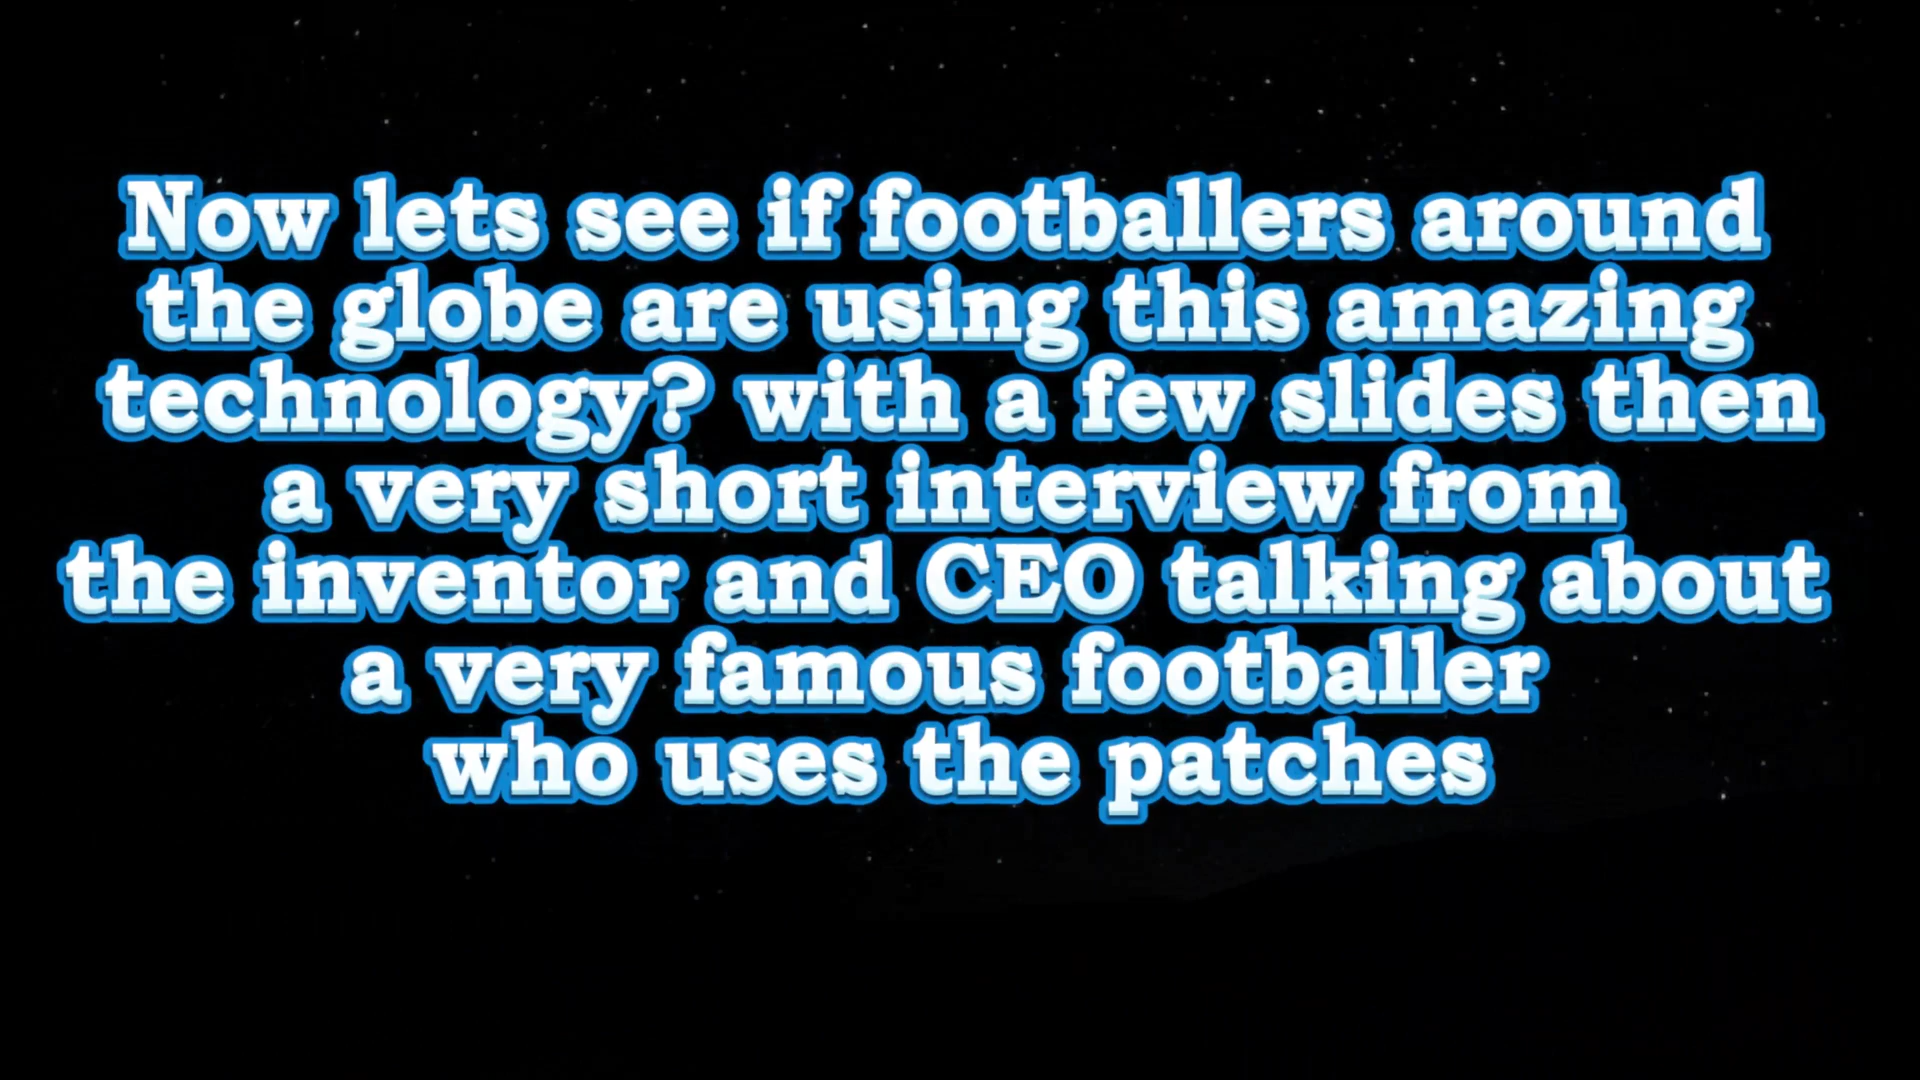 Now lets see if footballers around
the globe are using this amazing
technology? with a few slides then
a very short interview from
the inventor and CEO talking about
a very famous footballer
who uses the patches